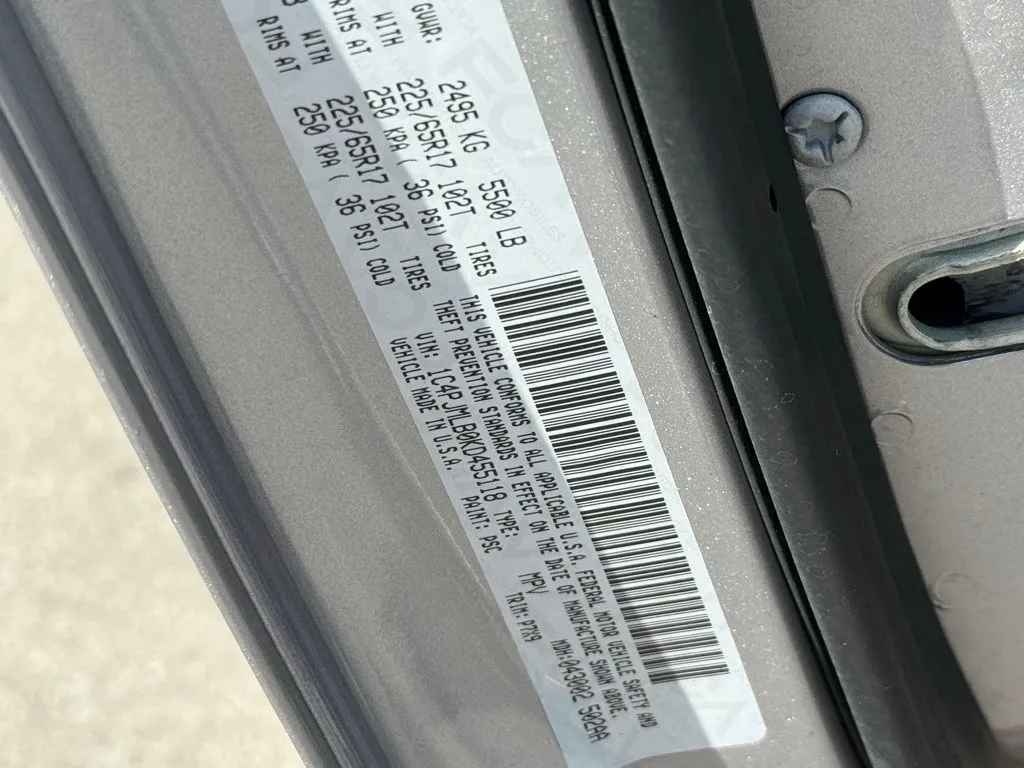 GVWR: 2495 KG 5500 LB
WITH 225/65R17 102T TIRES
RIMS AT 250 KPA ( 36 PSI) COLD
WITH 225/65R17 102T TIRES
RIMS AT 250 KPA ( 36 PSI) COLD
THIS VEHICLE CONFORMS TO ALL APPLICABLE U.S.A. FEDERAL MOTOR VEHICLE SAFETY AND
THEFT PREVENTION STANDARDS IN EFFECT ON THE DATE OF MANUFACTURE SHOWN ABOVE.
VIN: 1C4PJMLB0KD455118 TYPE: MPV MDH:043002 502AA
VEHICLE MADE IN U.S.A. PAINT: PSC TRIM:P7X9